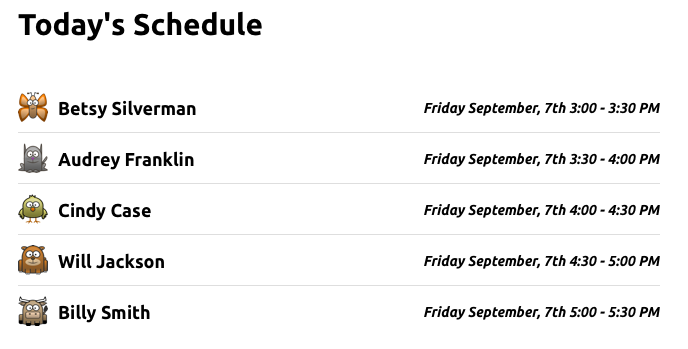 Today's Schedule
Betsy Silverman Friday September, 7th 3:00 - 3:30 PM
Audrey Franklin Friday September, 7th 3:30 - 4:00 PM
Cindy Case Friday September, 7th 4:00 - 4:30 PM
Will Jackson Friday September, 7th 4:30 - 5:00 PM
Billy Smith Friday September, 7th 5:00 - 5:30 PM